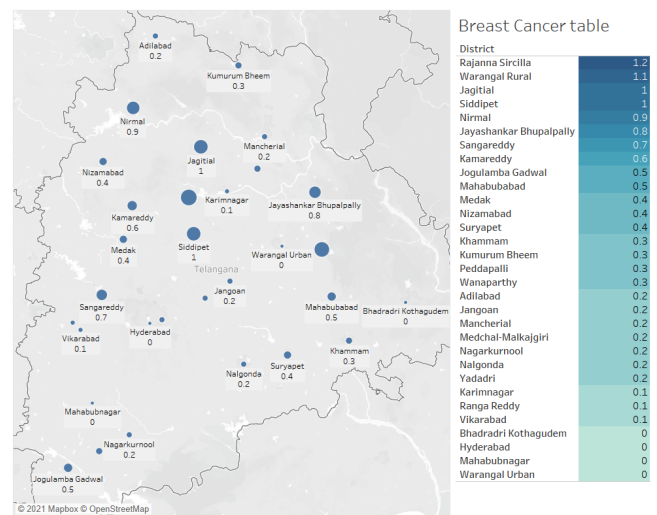 Adilabad
0.2
Kumurum Bheem
0.3
Nirmal
0.9
Jagitial
1
Mancherial
0.2
Nizamabad
0.4
Karimnagar
0.1
Jayashankar Bhupalpally
0.8
Kamareddy
0.6
Medak
0.4
Siddipet
1
Warangal Urban
0
Telangana
Sangareddy
0.7
Jangoan
0.2
Mahabubabad
0.5
Bhadradri Kothagudem
0
Vikarabad
0.1
Hyderabad
0
Khammam
0.3
Suryapet
0.4
Nalgonda
0.2
Mahabubnagar
0
Nagarkurnool
0.2
Jogulamba Gadwal
0.5
© 2021 Mapbox © OpenStreetMap
Breast Cancer table
District
Rajanna Sircilla 1.2
Warangal Rural 1.1
Jagitial 1
Siddipet 1
Nirmal 0.9
Jayashankar Bhupalpally 0.8
Sangareddy 0.7
Kamareddy 0.6
Jogulamba Gadwal 0.5
Mahabubabad 0.5
Medak 0.4
Nizamabad 0.4
Suryapet 0.4
Khammam 0.3
Kumurum Bheem 0.3
Peddapalli 0.3
Wanaparthy 0.3
Adilabad 0.2
Jangoan 0.2
Mancherial 0.2
Medchal-Malkajgiri 0.2
Nagarkurnool 0.2
Nalgonda 0.2
Yadadri 0.2
Karimnagar 0.1
Ranga Reddy 0.1
Vikarabad 0.1
Bhadradri Kothagudem 0
Hyderabad 0
Mahabubnagar 0
Warangal Urban 0